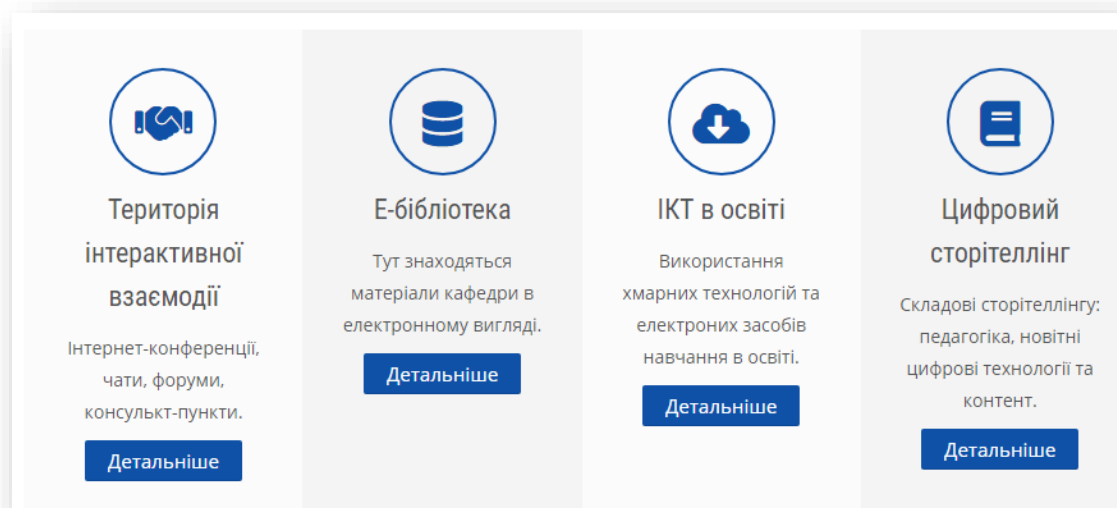 Територія
інтерактивної
взаємодії
Інтернет-конференції,
чати, форуми,
консулькт-пункти.
Детальніше
Е-бібліотека
Тут знаходяться
матеріали кафедри в
електронному вигляді.
Детальніше
ІКТ в освіті
Використання
хмарних технологій та
електроних засобів
навчання в освіті.
Детальніше
Цифровий
сторітеллінг
Складові сторітеллінгу:
педагогіка, новітні
цифрові технології та
контент.
Детальніше